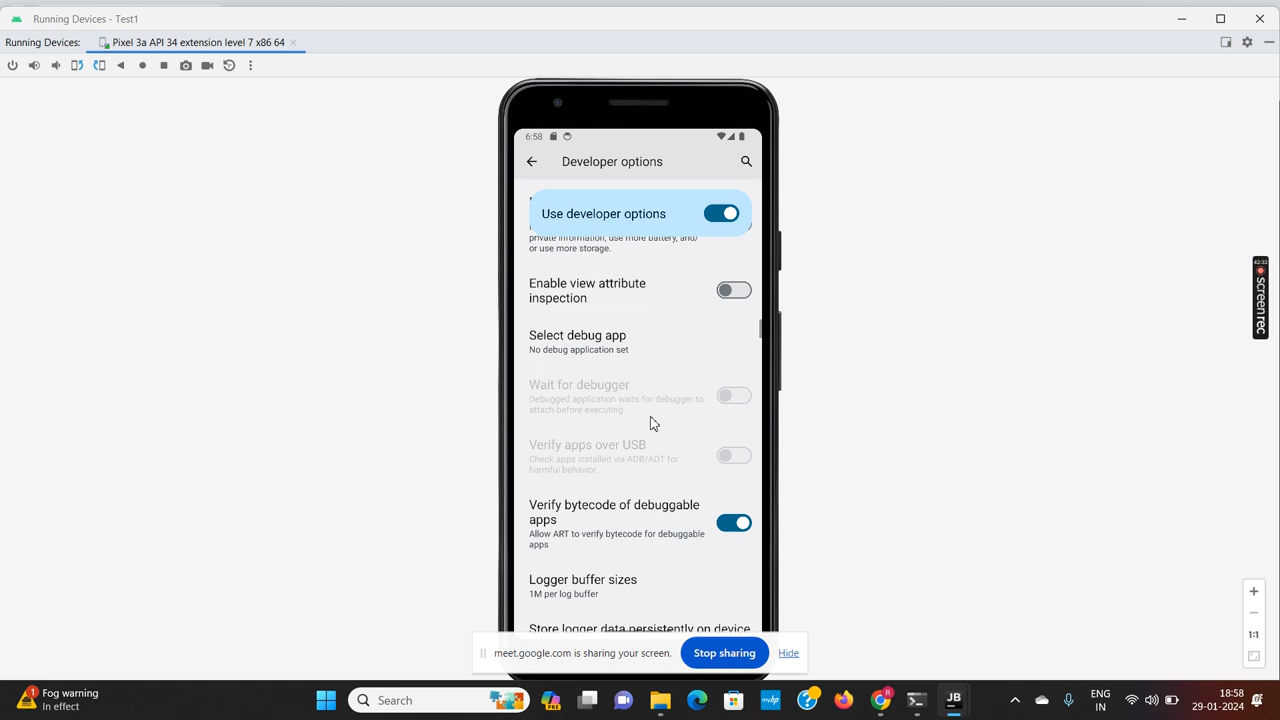 Running Devices - Test1
Running Devices: Pixel 3a API 34 extension level 7 x86 64
6:58
Developer options
Use developer options
private information, use more battery, and/
or use more storage.
Enable view attribute
inspection
Select debug app
No debug application set
Wait for debugger
Debugged application waits for debugger to
attach before executing
Verify apps over USB
Check apps installed via ADB/ADT for
harmful behavior.
Verify bytecode of debuggable
apps
Allow ART to verify bytecode for debuggable
apps
Logger buffer sizes
1M per log buffer
Store logger data persistently on device
meet.google.com is sharing your screen. Stop sharing Hide
42:32
screenrec
1:1
1
Fog warning
In effect
Search
PRE
myhp
R
JB
ENG
IN
18:58
29-01-2024